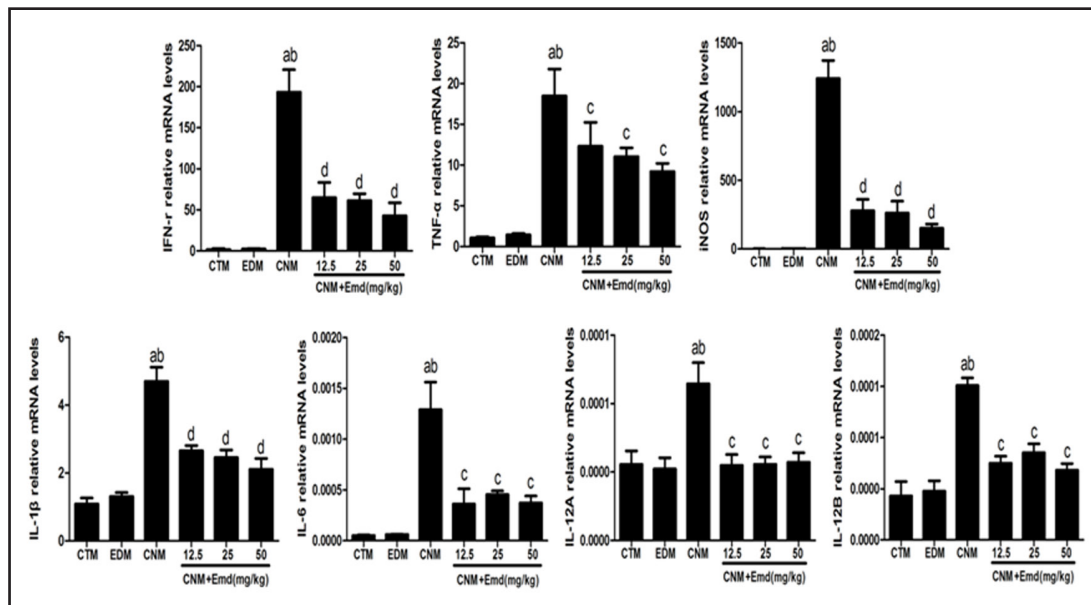 IFN-r relative mRNA levels
250
200
150
100
50
0
ab
d
d
d
CTM EDM CNM 12.5 25 50
CNM+Emd(mg/kg)
TNF-α relative mRNA levels
25
20
15
10
5
0
ab
c
c
c
CTM EDM CNM 12.5 25 50
CNM+Emd(mg/kg)
iNOS relative mRNA levels
1500
1000
500
0
ab
d
d
d
CTM EDM CNM 12.5 25 50
CNM+Emd(mg/kg)
IL-1β relative mRNA levels
6
4
2
0
ab
d
d
d
CTM EDM CNM 12.5 25 50
CNM+Emd(mg/kg)
IL-6 relative mRNA levels
0.0020
0.0015
0.0010
0.0005
0.0000
ab
c
c
c
CTM EDM CNM 12.5 25 50
CNM+Emd(mg/kg)
IL-12A relative mRNA levels
0.0001
0.0001
0.0000
0.0000
ab
c
c
c
CTM EDM CNM 12.5 25 50
CNM+Emd(mg/kg)
IL-12B relative mRNA levels
0.0002
0.0001
0.0001
0.0000
0.0000
ab
c
c
c
CTM EDM CNM 12.5 25 50
CNM+Emd(mg/kg)